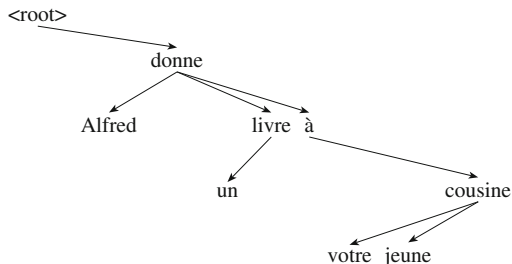 <root>
donne
Alfred livre à
un cousine
votre jeune